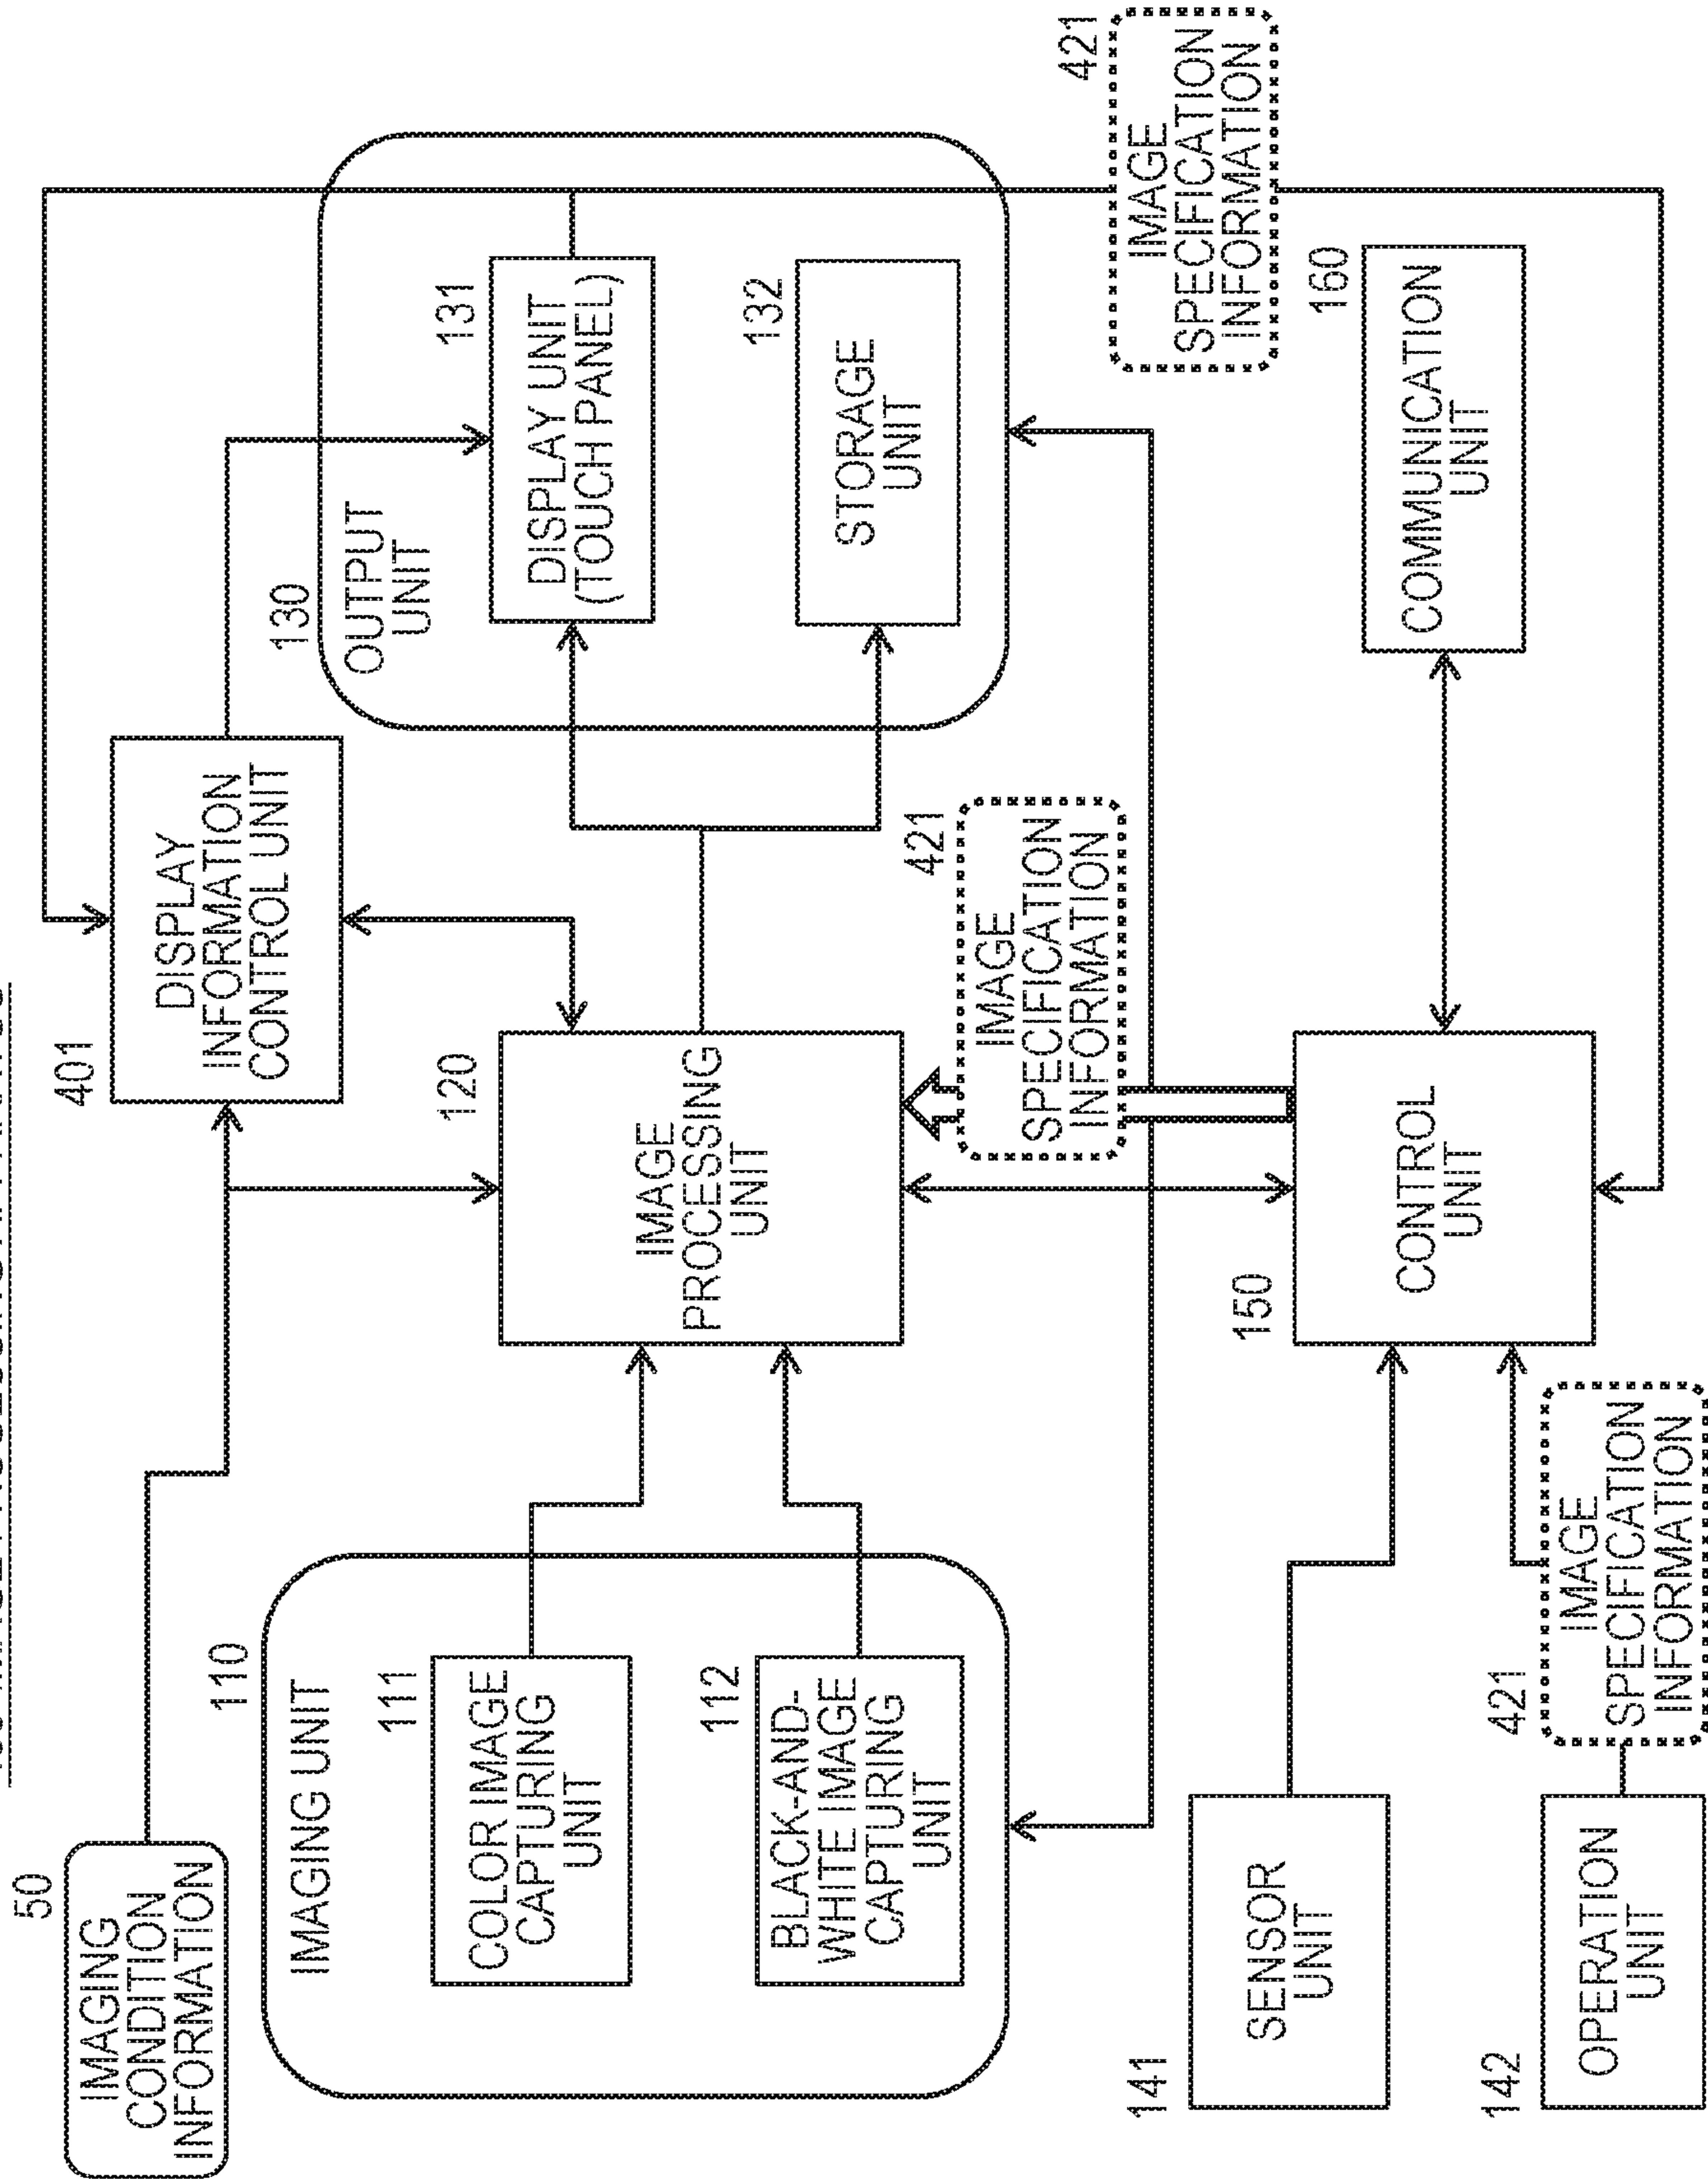 50
IMAGING
CONDITION
INFORMATION
401
DISPLAY
INFORMATION
CONTROL UNIT
110
IMAGING UNIT
111
COLOR IMAGE
CAPTURING
UNIT
112
BLACK-AND-
WHITE IMAGE
CAPTURING
UNIT
120
IMAGE
PROCESSING
UNIT
130
OUTPUT
UNIT
131
DISPLAY UNIT
(TOUCH PANEL)
132
STORAGE
UNIT
421
IMAGE
SPECIFICATION
INFORMATION
421
IMAGE
SPECIFICATION
INFORMATION
141
SENSOR
UNIT
142
OPERATION
UNIT
421
IMAGE
SPECIFICATION
INFORMATION
150
CONTROL
UNIT
160
COMMUNICATION
UNIT